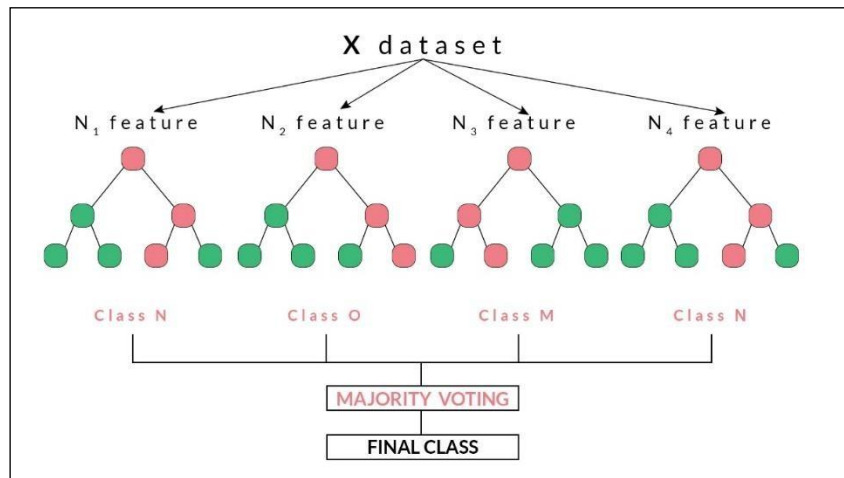 X dataset
N₁ feature N₂ feature N₃ feature N₄ feature
Class N Class O Class M Class N
MAJORITY VOTING
FINAL CLASS